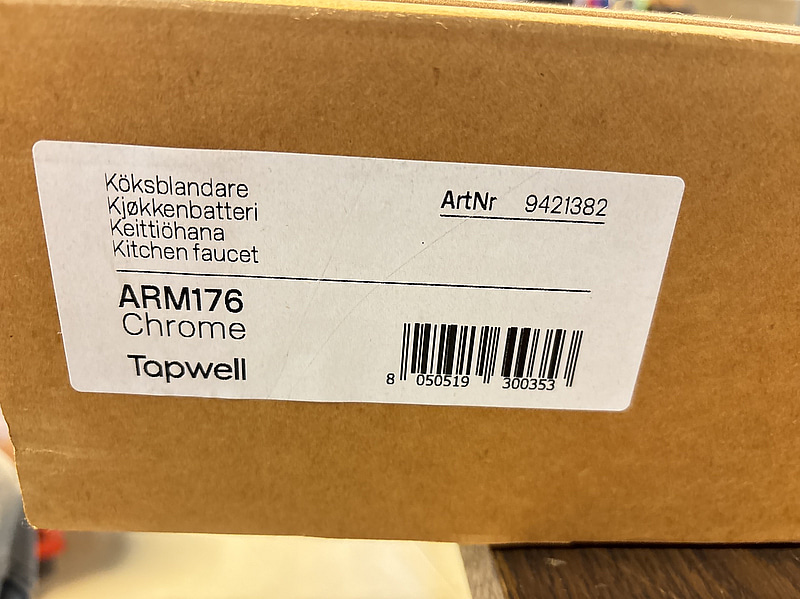 Köksblandare
Kjøkkenbatteri
Keittiöhana
Kitchen faucet
ArtNr 9421382
ARM176
Chrome
Tapwell
8 050519 300353